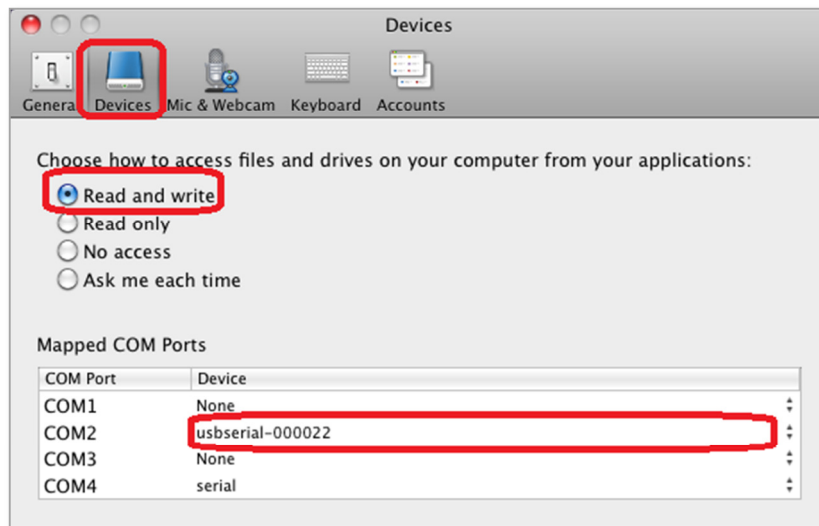 Devices
General Devices Mic & Webcam Keyboard Accounts
Choose how to access files and drives on your computer from your applications:
Read and write
Read only
No access
Ask me each time
Mapped COM Ports
COM Port Device
COM1 None
COM2 usbserial-000022
COM3 None
COM4 serial